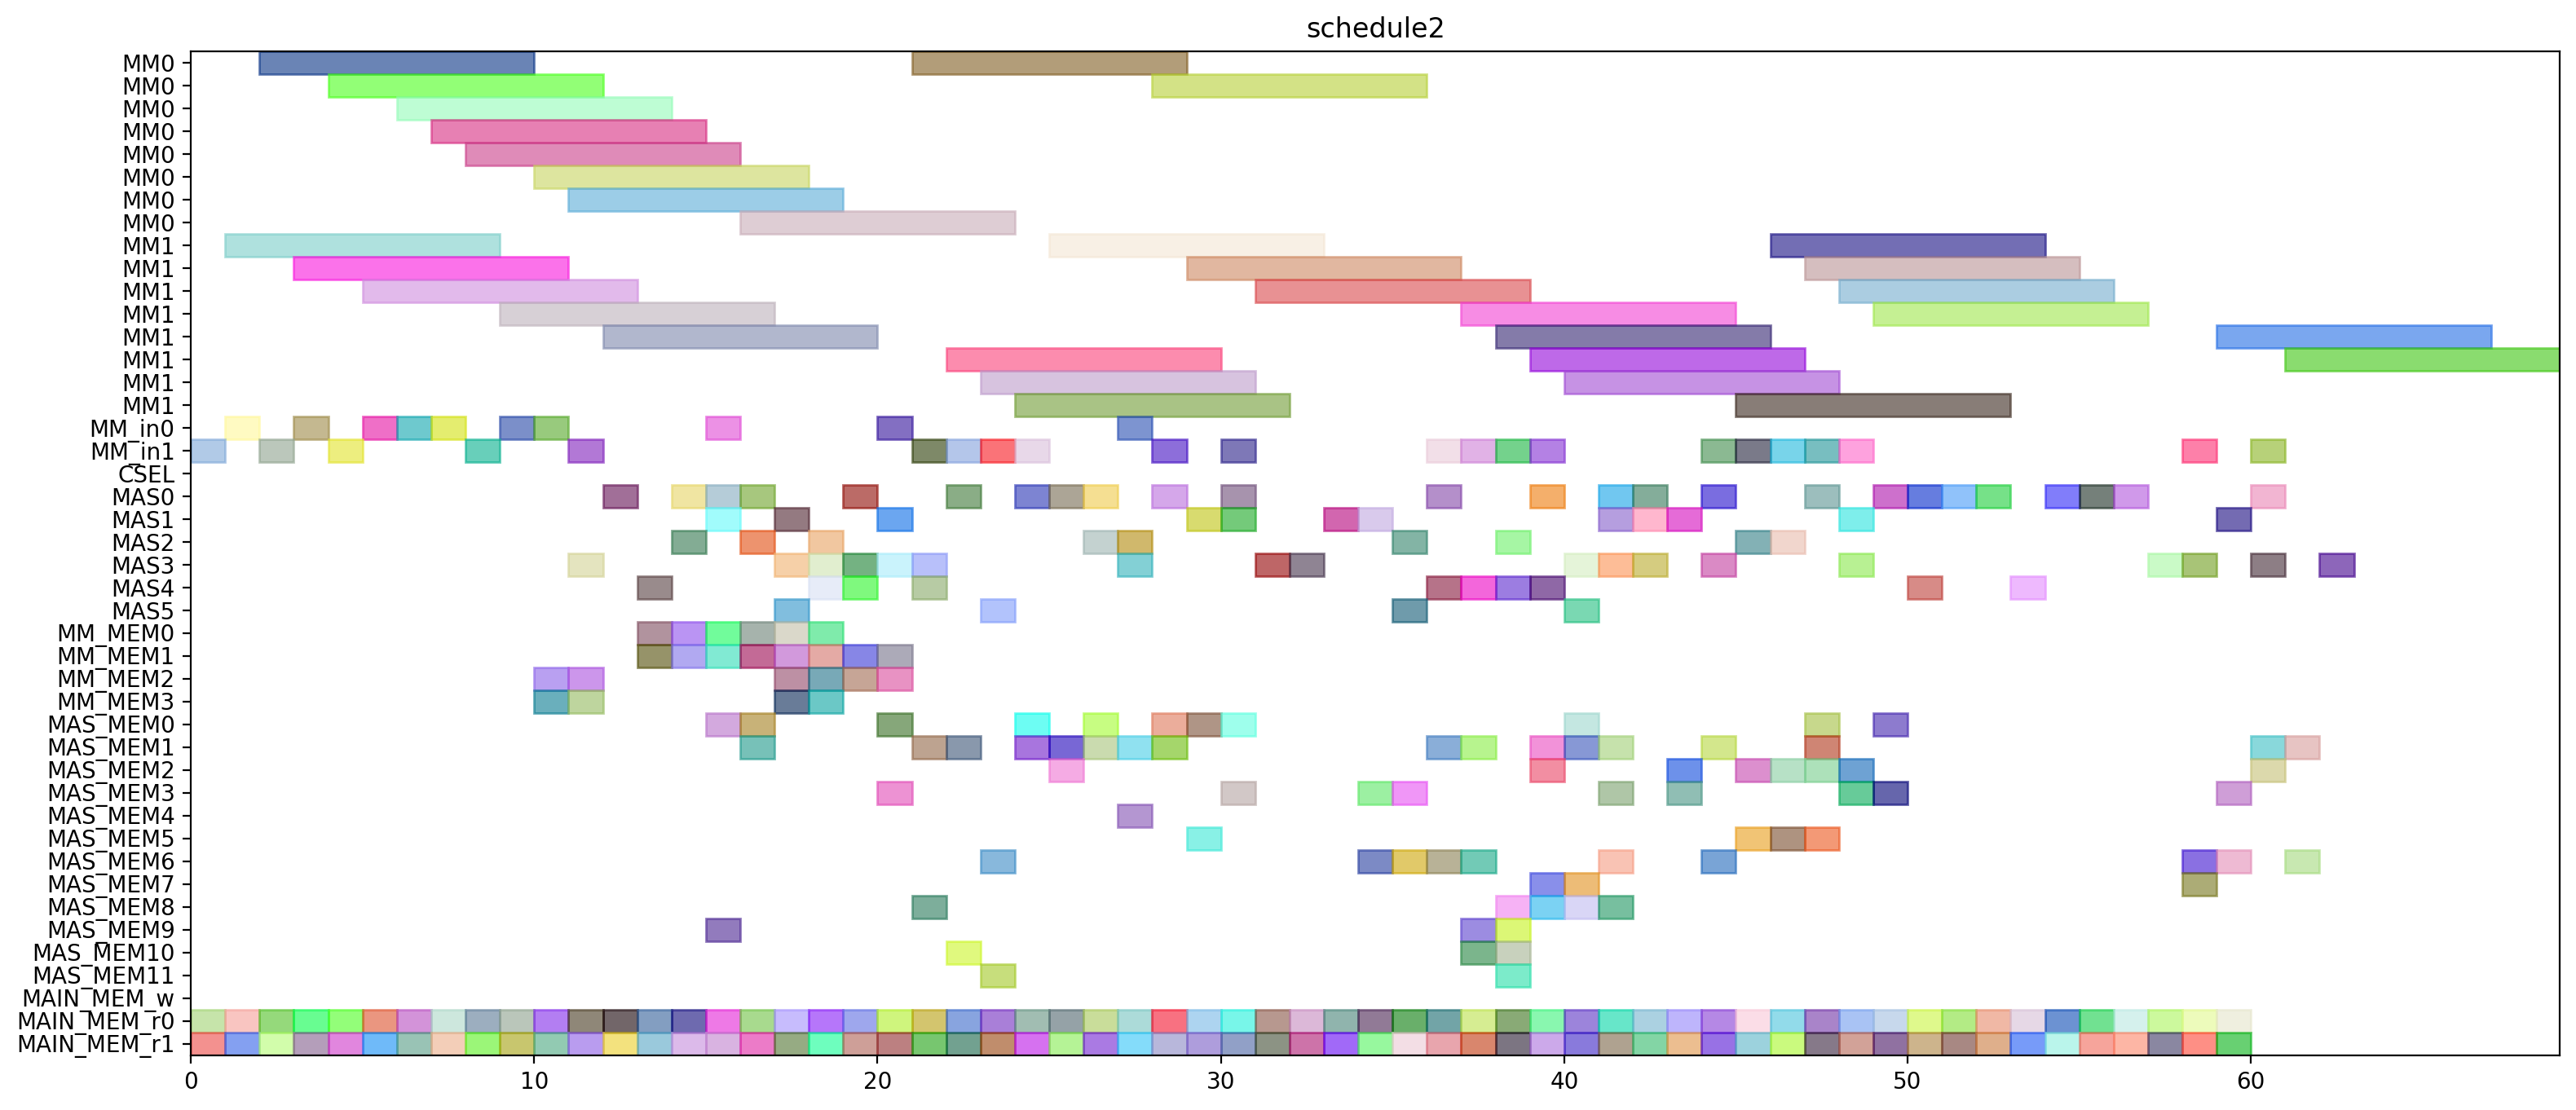 schedule2
MM0
MM0
MM0
MM0
MM0
MM0
MM0
MM0
MM1
MM1
MM1
MM1
MM1
MM1
MM1
MM1
MM_in0
MM_in1
CSEL
MAS0
MAS1
MAS2
MAS3
MAS4
MAS5
MM_MEM0
MM_MEM1
MM_MEM2
MM_MEM3
MAS_MEM0
MAS_MEM1
MAS_MEM2
MAS_MEM3
MAS_MEM4
MAS_MEM5
MAS_MEM6
MAS_MEM7
MAS_MEM8
MAS_MEM9
MAS_MEM10
MAS_MEM11
MAIN_MEM_w
MAIN_MEM_r0
MAIN_MEM_r1
0 10 20 30 40 50 60